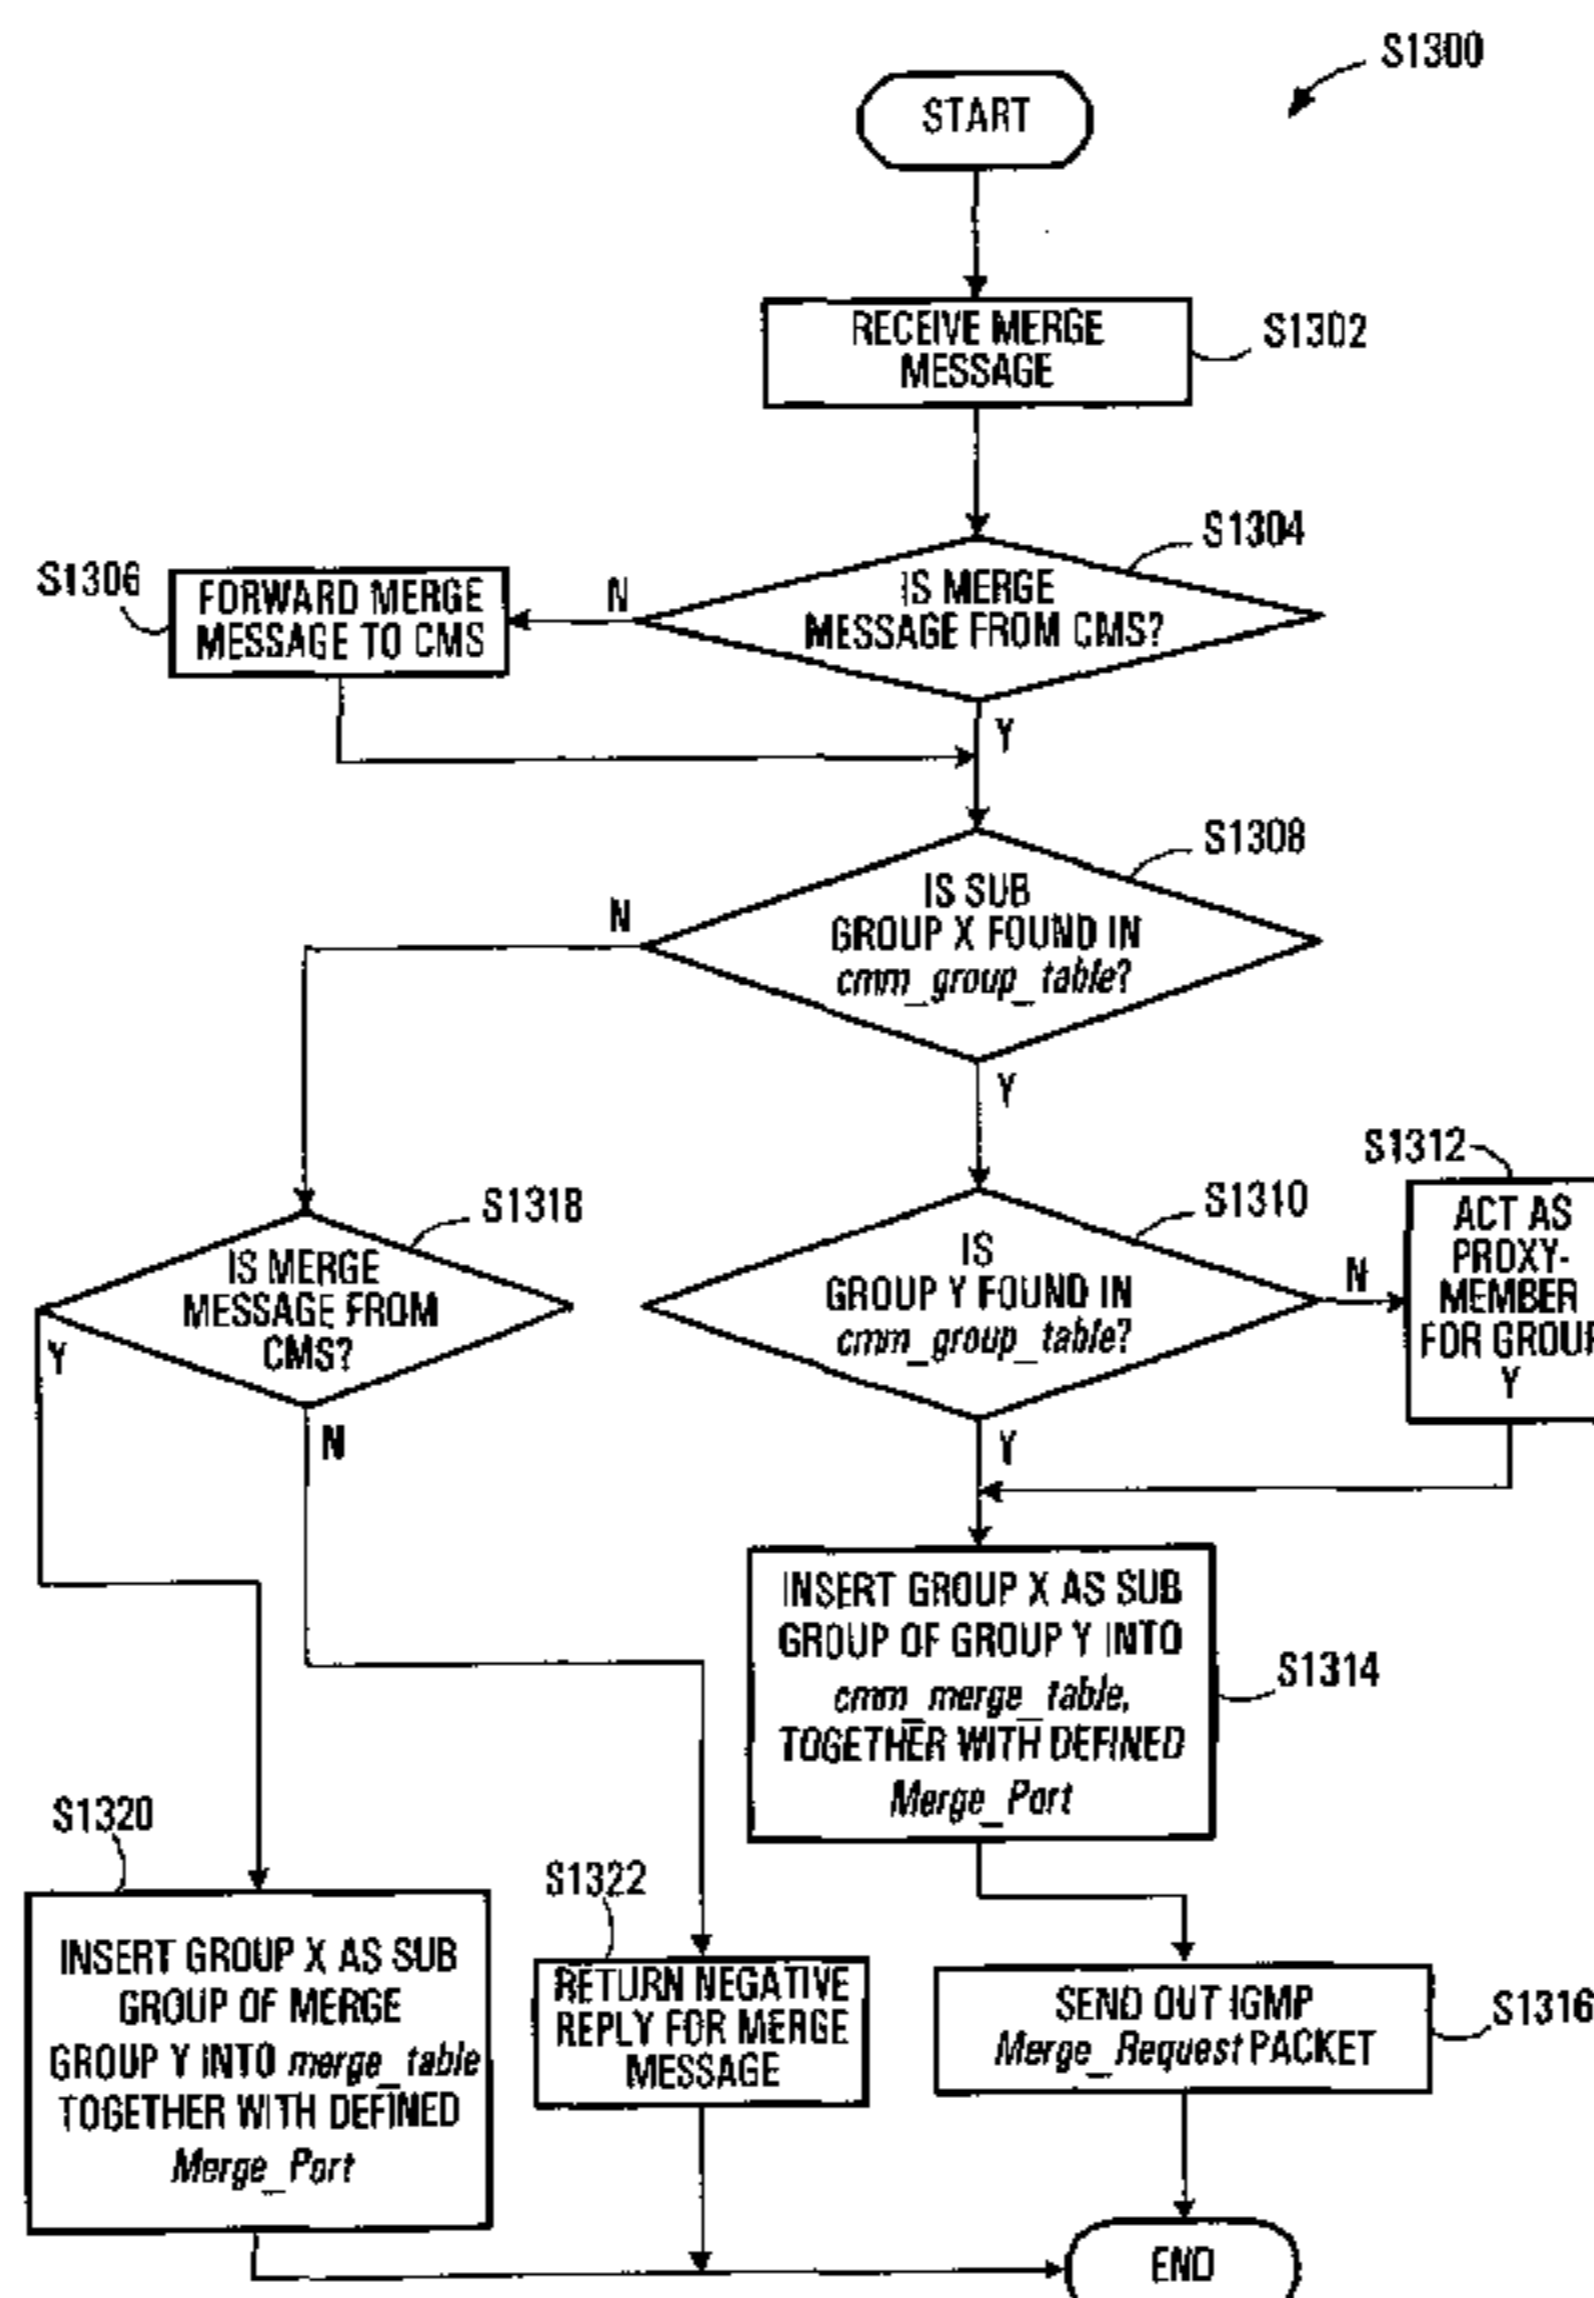 S1300
START
RECEIVE MERGE
MESSAGE
S1302
S1304
IS MERGE
MESSAGE FROM CMS?
N
S1306
FORWARD MERGE
MESSAGE TO CMS
Y
S1308
IS SUB
GROUP X FOUND IN
cmm_group_table?
N
Y
S1310
IS
GROUP Y FOUND IN
cmm_group_table?
N
S1312
ACT AS
PROXY-
MEMBER
FOR GROUP
Y
Y
S1318
IS MERGE
MESSAGE FROM
CMS?
Y
N
INSERT GROUP X AS SUB
GROUP OF GROUP Y INTO
cmm_merge_table,
TOGETHER WITH DEFINED
Merge_Port
S1314
S1320
INSERT GROUP X AS SUB
GROUP OF MERGE
GROUP Y INTO merge_table
TOGETHER WITH DEFINED
Merge_Port
S1322
RETURN NEGATIVE
REPLY FOR MERGE
MESSAGE
SEND OUT IGMP
Merge_Request PACKET
S1316
END